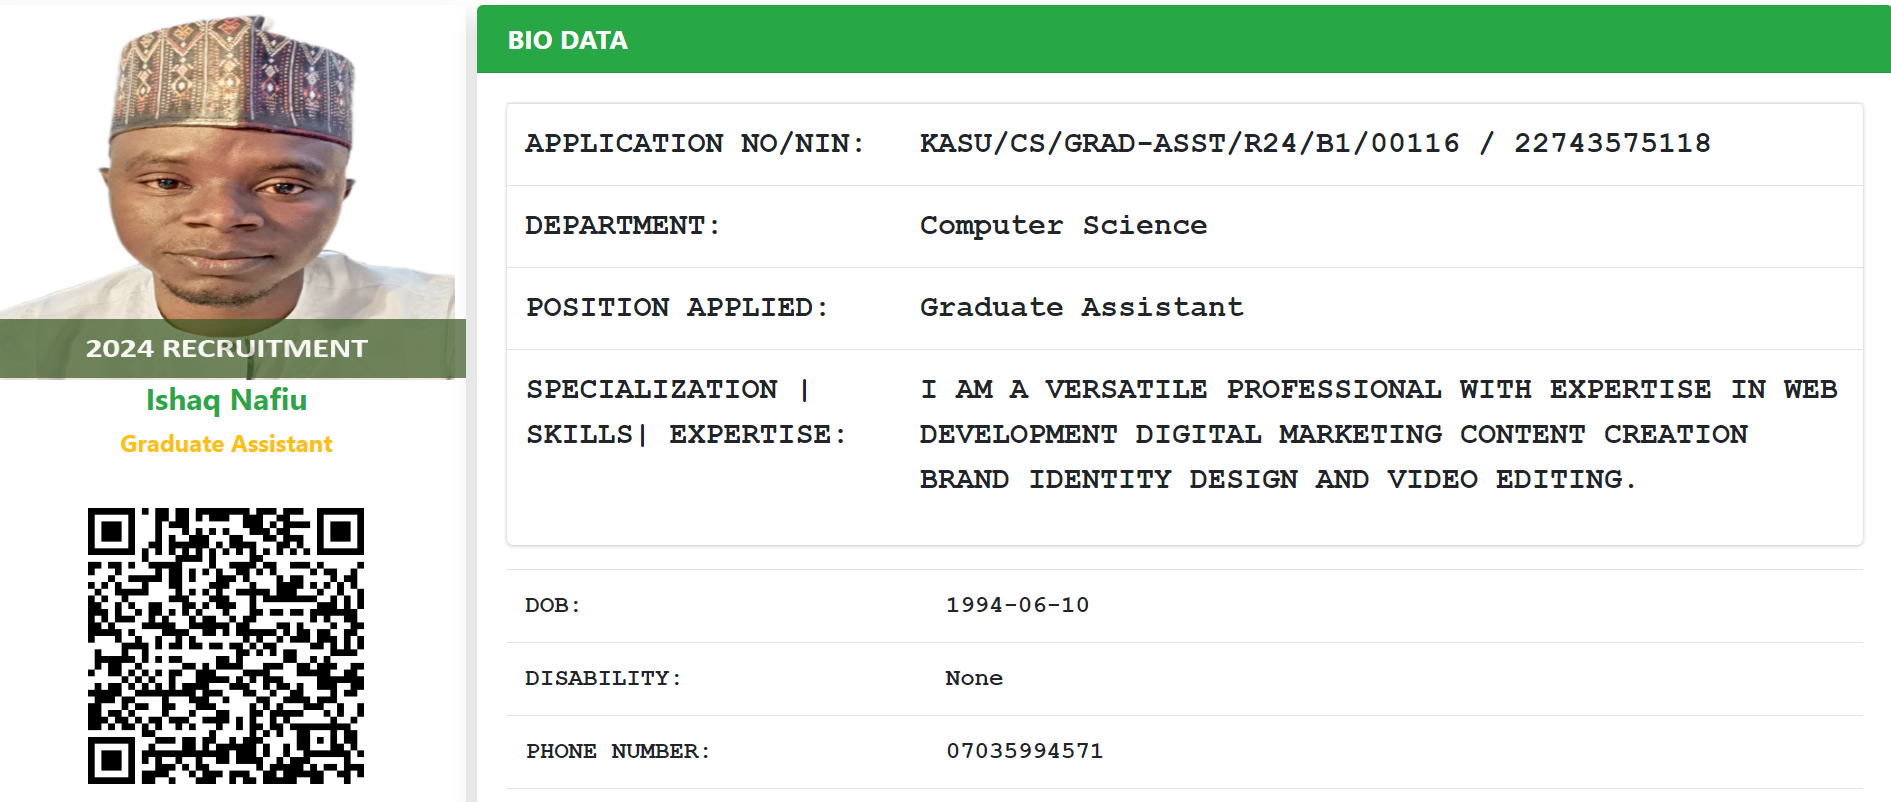 2024 RECRUITMENT
Ishaq Nafiu
Graduate Assistant
BIO DATA
APPLICATION NO/NIN: KASU/CS/GRAD-ASST/R24/B1/00116 / 22743575118
DEPARTMENT: Computer Science
POSITION APPLIED: Graduate Assistant
SPECIALIZATION | I AM A VERSATILE PROFESSIONAL WITH EXPERTISE IN WEB
SKILLS| EXPERTISE: DEVELOPMENT DIGITAL MARKETING CONTENT CREATION
BRAND IDENTITY DESIGN AND VIDEO EDITING.
DOB: 1994-06-10
DISABILITY: None
PHONE NUMBER: 07035994571